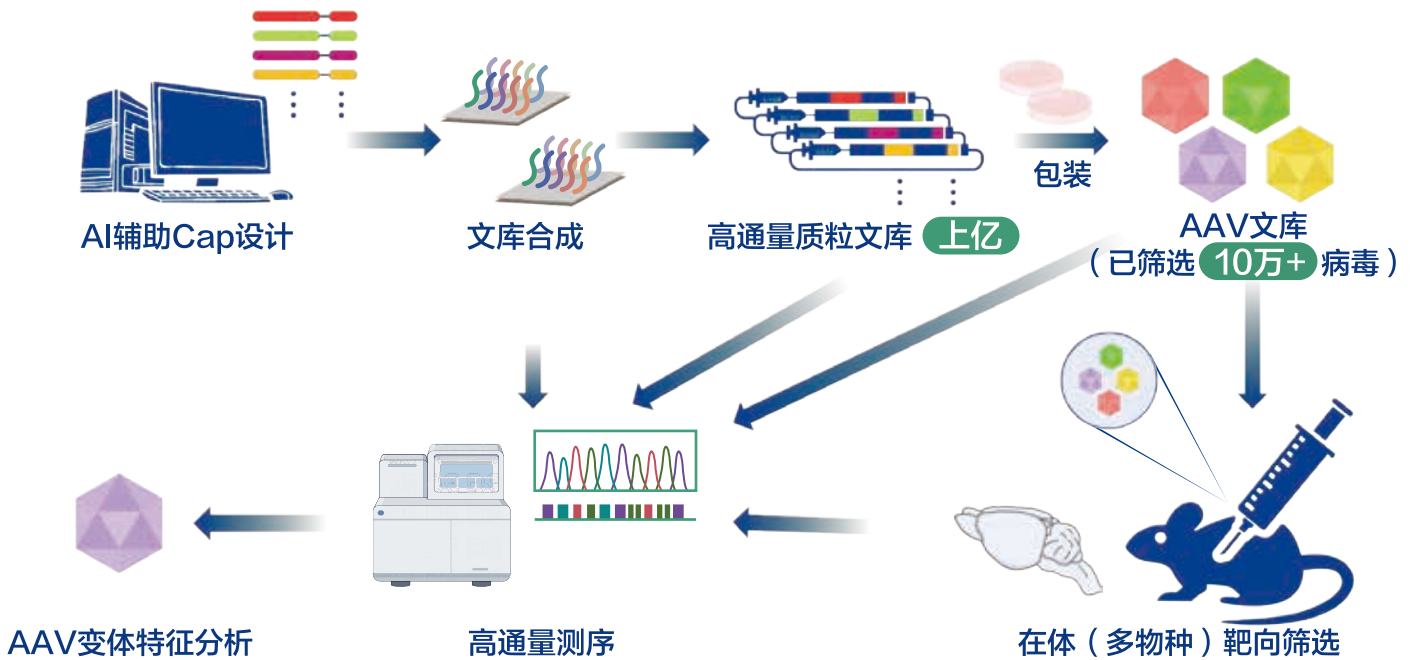 AI辅助Cap设计
文库合成
高通量质粒文库 上亿
包装
AAV文库
（已筛选 10万+ 病毒）
AAV变体特征分析
高通量测序
在体（多物种）靶向筛选